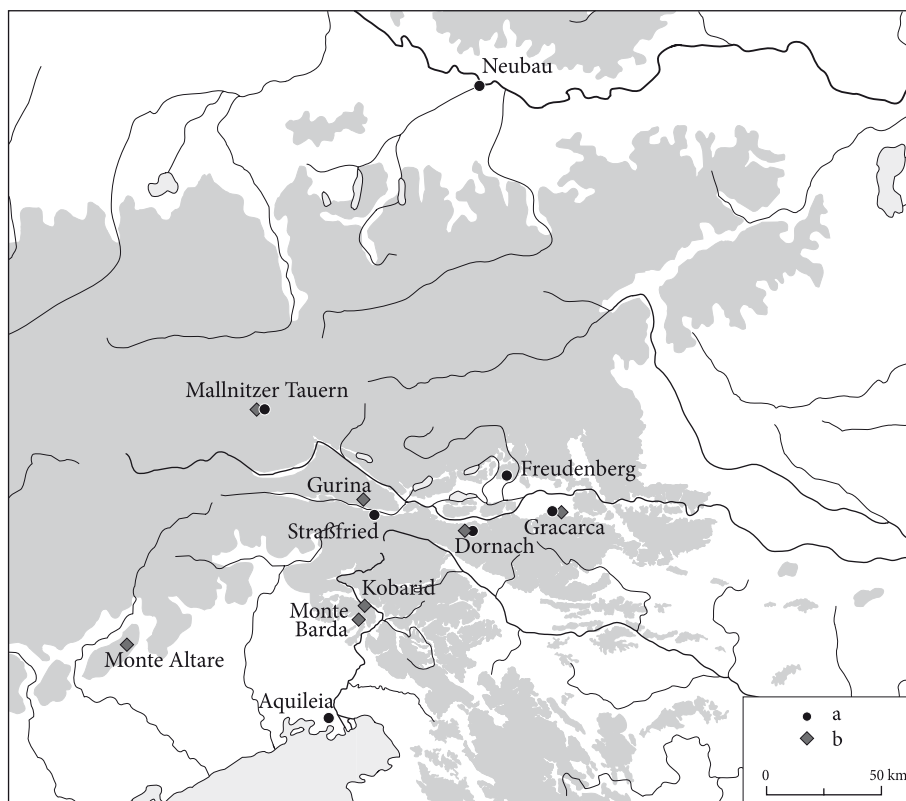 Neubau
Mallnitzer Tauern
Freudenberg
Gurina
Straßfried
Gracarca
Dornach
Kobarid
Monte
Barda
Monte Altare
Aquileia
a
b
0 50 km